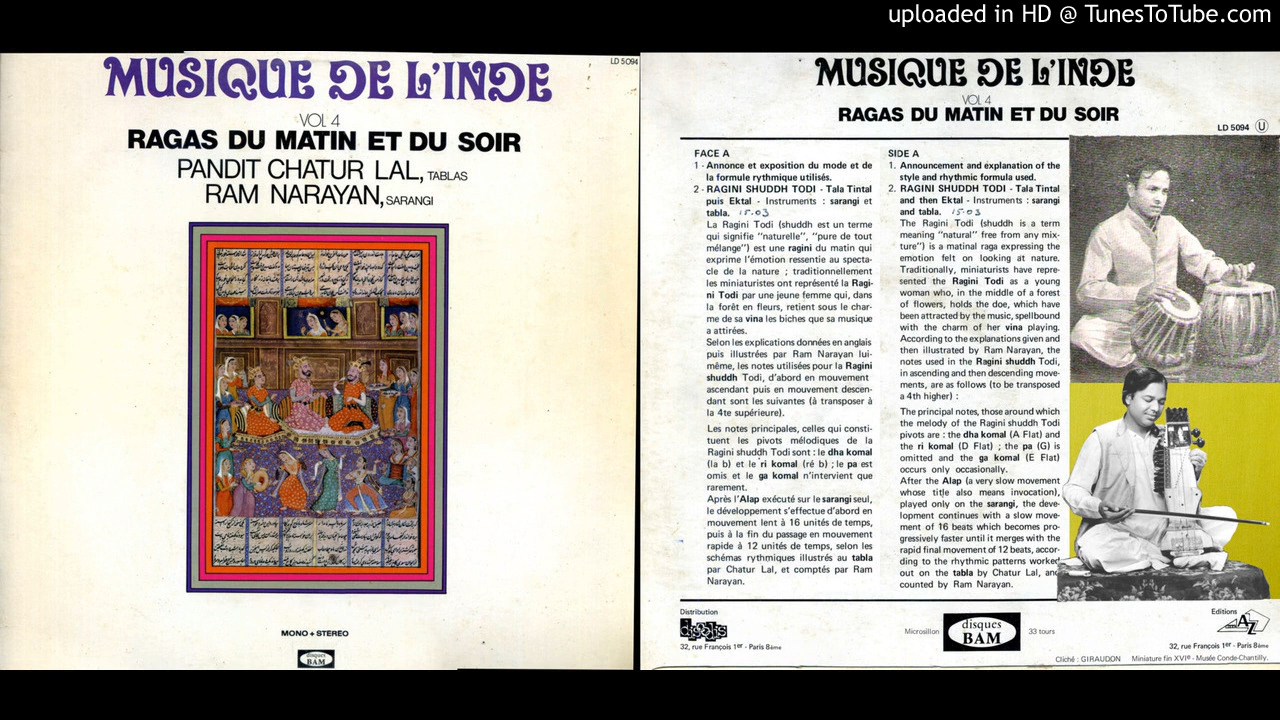 uploaded in HD @ TunesToTube.com
LD 5094
MUSIQUE DE L'INDE
VOL 4
RAGAS DU MATIN ET DU SOIR
PANDIT CHATUR LAL, TABLAS
RAM NARAYAN, SARANGI
MONO + STEREO
disques
BAM
MUSIQUE DE L'INDE
VOL 4
RAGAS DU MATIN ET DU SOIR
LD 5094 U
FACE A
1 - Annonce et exposition du mode et de
la formule rythmique utilisés.
2 - RAGINI SHUDDH TODI - Tala Tintal
puis Ektal - Instruments : sarangi et
tabla. 15.03
La Ragini Todi (shuddh est un terme
qui signifie "naturelle", "pure de tout
mélange") est une ragini du matin qui
exprime l'émotion ressentie au specta-
cle de la nature ; traditionnellement
les miniaturistes ont représenté la Ragi-
ni Todi par une jeune femme qui, dans
la forêt en fleurs, retient sous le char-
me de sa vina les biches que sa musique
a attirées.
Selon les explications données en anglais
puis illustrées par Ram Narayan lui-
même, les notes utilisées pour la Ragini
shuddh Todi, d'abord en mouvement
ascendant puis en mouvement descen-
dant sont les suivantes (à transposer à
la 4te supérieure).
Les notes principales, celles qui consti-
tuent les pivots mélodiques de la
Ragini shuddh Todi sont : le dha komal
(la b) et le ri komal (ré b) ; le pa est
omis et le ga komal n'intervient que
rarement.
Après l'Alap exécuté sur le sarangi seul,
le développement s'effectue d'abord en
mouvement lent à 16 unités de temps,
puis à la fin du passage en mouvement
rapide à 12 unités de temps, selon les
schémas rythmiques illustrés au tabla
par Chatur Lal, et comptés par Ram
Narayan.
SIDE A
1. Announcement and explanation of the
style and rhythmic formula used.
2. RAGINI SHUDDH TODI - Tala Tintal
and then Ektal - Instruments : sarangi
and tabla. 15.03
The Ragini Todi (shuddh is a term
meaning "natural" free from any mix-
ture") is a matinal raga expressing the
emotion felt on looking at nature.
Traditionally, miniaturists have repre-
sented the Ragini Todi as a young
woman who, in the middle of a forest
of flowers, holds the doe, which have
been attracted by the music, spellbound
with the charm of her vina playing.
According to the explanations given and
then illustrated by Ram Narayan, the
notes used in the Ragini shuddh Todi,
in ascending and then descending move-
ments, are as follows (to be transposed
a 4th higher) :
The principal notes, those around which
the melody of the Ragini shuddh Todi
pivots are : the dha komal (A Flat) and
the ri komal (D Flat) ; the pa (G) is
omitted and the ga komal (E Flat)
occurs only occasionally.
After the Alap (a very slow movement
whose title also means invocation),
played only on the sarangi, the deve-
lopment continues with a slow move-
ment of 16 beats which becomes pro-
gressively faster until it merges with the
rapid final movement of 12 beats, accor-
ding to the rhythmic patterns worked
out on the tabla by Chatur Lal, and
counted by Ram Narayan.
Distribution
discodis
32, rue François 1er - Paris 8ème
Microsillon
disques
BAM
33 tours
Editions
AZ
32, rue François 1er - Paris 8ème
Cliché : GIRAUDON Miniature fin XVIe - Musée Conde-Chantilly.